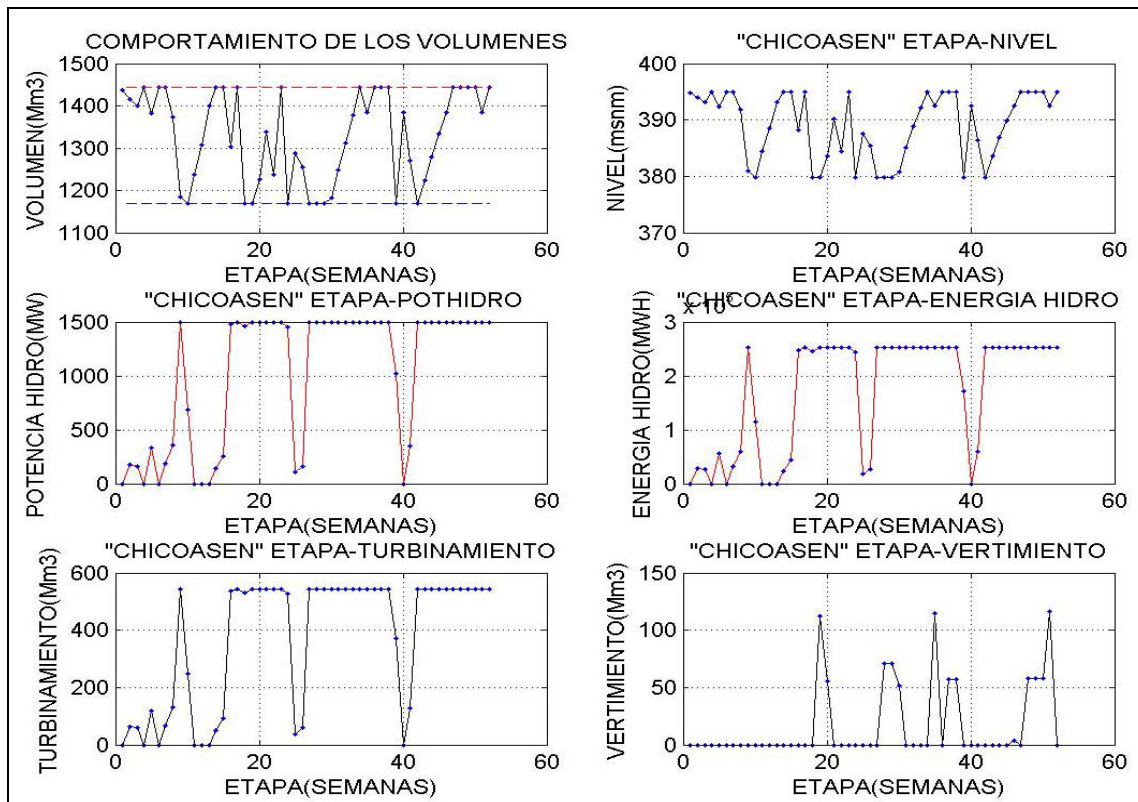 COMPORTAMIENTO DE LOS VOLUMENES
VOLUMEN(Mm3)
1500
1400
1300
1200
1100
0
20
40
60
ETAPA(SEMANAS)
"CHICOASEN" ETAPA-NIVEL
NIVEL(msnm)
400
390
380
370
0
20
40
60
ETAPA(SEMANAS)
"CHICOASEN" ETAPA-POTHIDRO
POTENCIA HIDRO(MW)
1500
1000
500
0
0
20
40
60
ETAPA(SEMANAS)
"CHICOASEN" ETAPA-ENERGIA HIDRO
ENERGIA HIDRO(MWH)
3
2
1
0
0
20
40
60
ETAPA(SEMANAS)
"CHICOASEN" ETAPA-TURBINAMIENTO
TURBINAMIENTO(Mm3)
600
400
200
0
0
20
40
60
ETAPA(SEMANAS)
"CHICOASEN" ETAPA-VERTIMIENTO
VERTIMIENTO(Mm3)
150
100
50
0
0
20
40
60
ETAPA(SEMANAS)